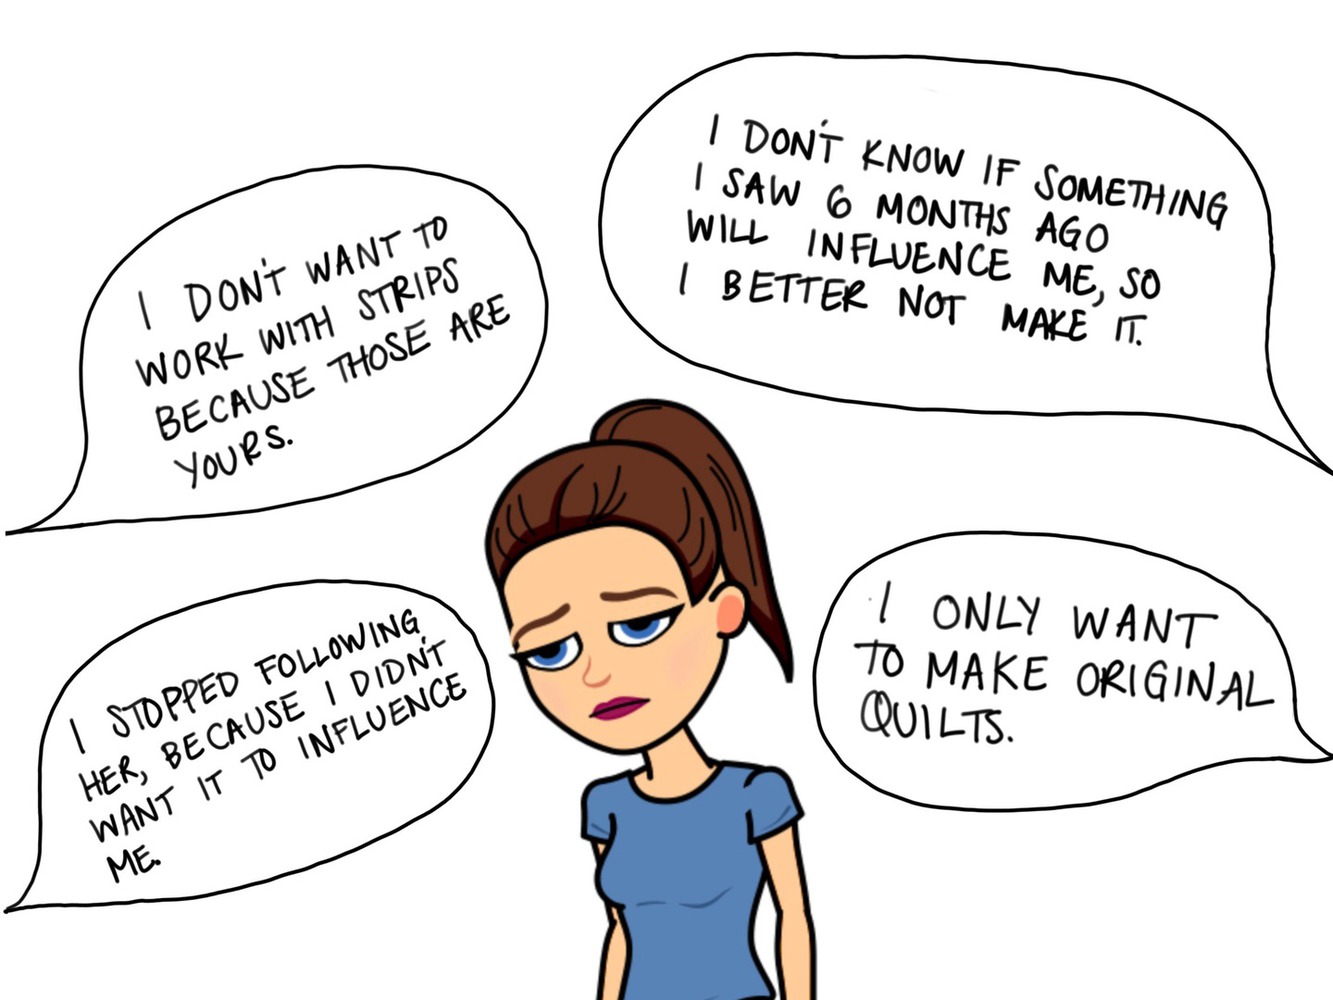 I DON'T WANT TO
WORK WITH STRIPS
BECAUSE THOSE ARE
YOURS.
I DON'T KNOW IF SOMETHING
I SAW 6 MONTHS AGO
WILL INFLUENCE ME, SO
I BETTER NOT MAKE IT.
I STOPPED FOLLOWING
HER, BECAUSE I DIDN'T
WANT IT TO INFLUENCE
ME.
I ONLY WANT
TO MAKE ORIGINAL
QUILTS.